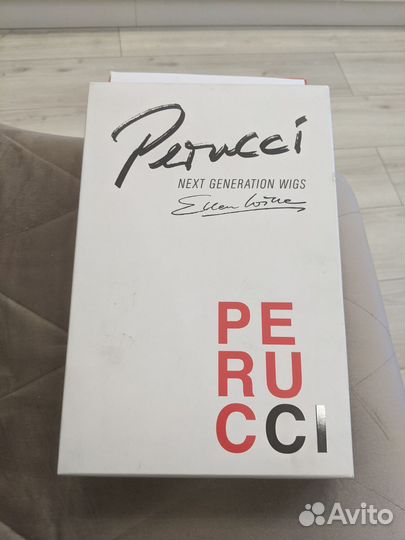 Perucci
NEXT GENERATION WIGS
Ellen Wille
PE
RU
CCI
Avito